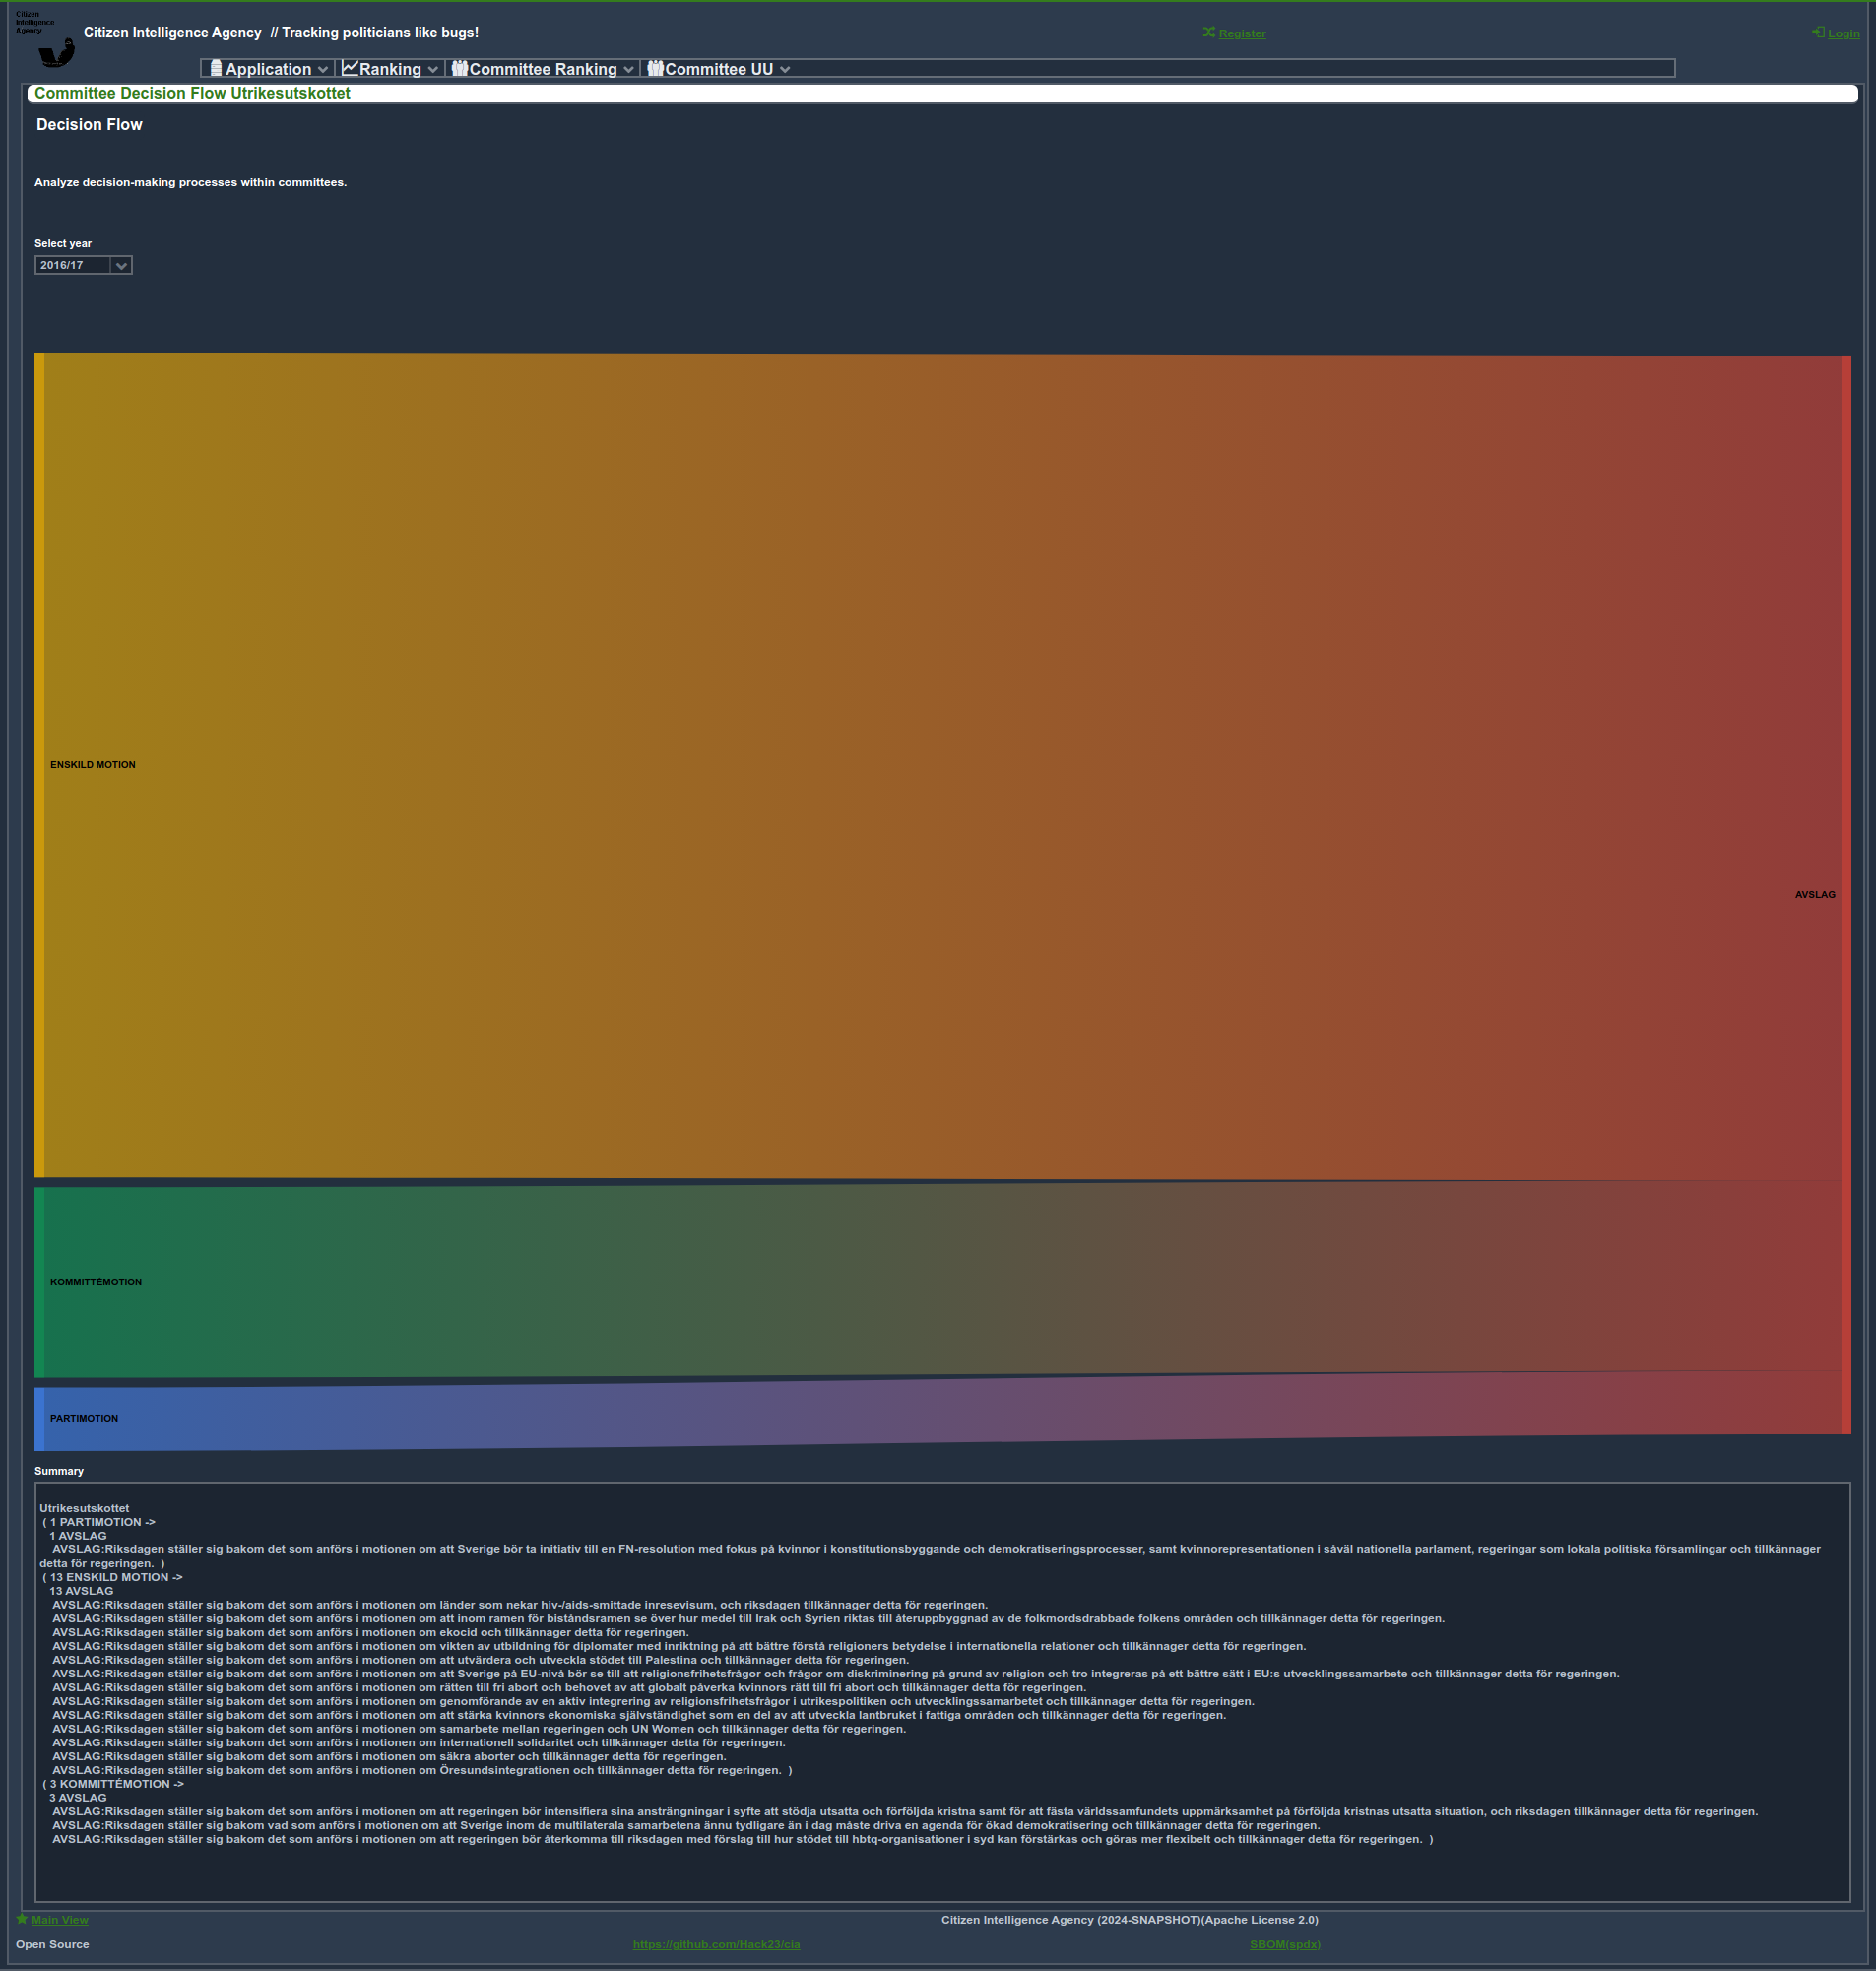 Citizen
Intelligence
Agency
Citizen Intelligence Agency // Tracking politicians like bugs!
Register
Login
Application
Ranking
Committee Ranking
Committee UU
Committee Decision Flow Utrikesutskottet
Decision Flow
Analyze decision-making processes within committees.
Select year
2016/17
ENSKILD MOTION
AVSLAG
KOMMITTÉMOTION
PARTIMOTION
Summary
Utrikesutskottet
( 1 PARTIMOTION ->
1 AVSLAG
AVSLAG:Riksdagen ställer sig bakom det som anförs i motionen om att Sverige bör ta initiativ till en FN-resolution med fokus på kvinnor i konstitutionsbyggande och demokratiseringsprocesser, samt kvinnorepresentationen i såväl nationella parlament, regeringar som lokala politiska församlingar och tillkännager
detta för regeringen. )
( 13 ENSKILD MOTION ->
13 AVSLAG
AVSLAG:Riksdagen ställer sig bakom det som anförs i motionen om länder som nekar hiv-/aids-smittade inresevisum, och riksdagen tillkännager detta för regeringen.
AVSLAG:Riksdagen ställer sig bakom det som anförs i motionen om att inom ramen för biståndsramen se över hur medel till Irak och Syrien riktas till återuppbyggnad av de folkmordsdrabbade folkens områden och tillkännager detta för regeringen.
AVSLAG:Riksdagen ställer sig bakom det som anförs i motionen om ekocid och tillkännager detta för regeringen.
AVSLAG:Riksdagen ställer sig bakom det som anförs i motionen om vikten av utbildning för diplomater med inriktning på att bättre förstå religioners betydelse i internationella relationer och tillkännager detta för regeringen.
AVSLAG:Riksdagen ställer sig bakom det som anförs i motionen om att utvärdera och utveckla stödet till Palestina och tillkännager detta för regeringen.
AVSLAG:Riksdagen ställer sig bakom det som anförs i motionen om att Sverige på EU-nivå bör se till att religionsfrihetsfrågor och frågor om diskriminering på grund av religion och tro integreras på ett bättre sätt i EU:s utvecklingssamarbete och tillkännager detta för regeringen.
AVSLAG:Riksdagen ställer sig bakom det som anförs i motionen om rätten till fri abort och behovet av att globalt påverka kvinnors rätt till fri abort och tillkännager detta för regeringen.
AVSLAG:Riksdagen ställer sig bakom det som anförs i motionen om genomförande av en aktiv integrering av religionsfrihetsfrågor i utrikespolitiken och utvecklingssamarbetet och tillkännager detta för regeringen.
AVSLAG:Riksdagen ställer sig bakom det som anförs i motionen om att stärka kvinnors ekonomiska självständighet som en del av att utveckla lantbruket i fattiga områden och tillkännager detta för regeringen.
AVSLAG:Riksdagen ställer sig bakom det som anförs i motionen om samarbete mellan regeringen och UN Women och tillkännager detta för regeringen.
AVSLAG:Riksdagen ställer sig bakom det som anförs i motionen om internationell solidaritet och tillkännager detta för regeringen.
AVSLAG:Riksdagen ställer sig bakom det som anförs i motionen om säkra aborter och tillkännager detta för regeringen.
AVSLAG:Riksdagen ställer sig bakom det som anförs i motionen om Öresundsintegrationen och tillkännager detta för regeringen. )
( 3 KOMMITTÉMOTION ->
3 AVSLAG
AVSLAG:Riksdagen ställer sig bakom det som anförs i motionen om att regeringen bör intensifiera sina ansträngningar i syfte att stödja utsatta och förföljda kristna samt för att fästa världssamfundets uppmärksamhet på förföljda kristnas utsatta situation, och riksdagen tillkännager detta för regeringen.
AVSLAG:Riksdagen ställer sig bakom vad som anförs i motionen om att Sverige inom de multilaterala samarbetena ännu tydligare än i dag måste driva en agenda för ökad demokratisering och tillkännager detta för regeringen.
AVSLAG:Riksdagen ställer sig bakom det som anförs i motionen om att regeringen bör återkomma till riksdagen med förslag till hur stödet till hbtq-organisationer i syd kan förstärkas och göras mer flexibelt och tillkännager detta för regeringen. )
Main View
Citizen Intelligence Agency (2024-SNAPSHOT)(Apache License 2.0)
Open Source
https://github.com/Hack23/cia
SBOM(spdx)